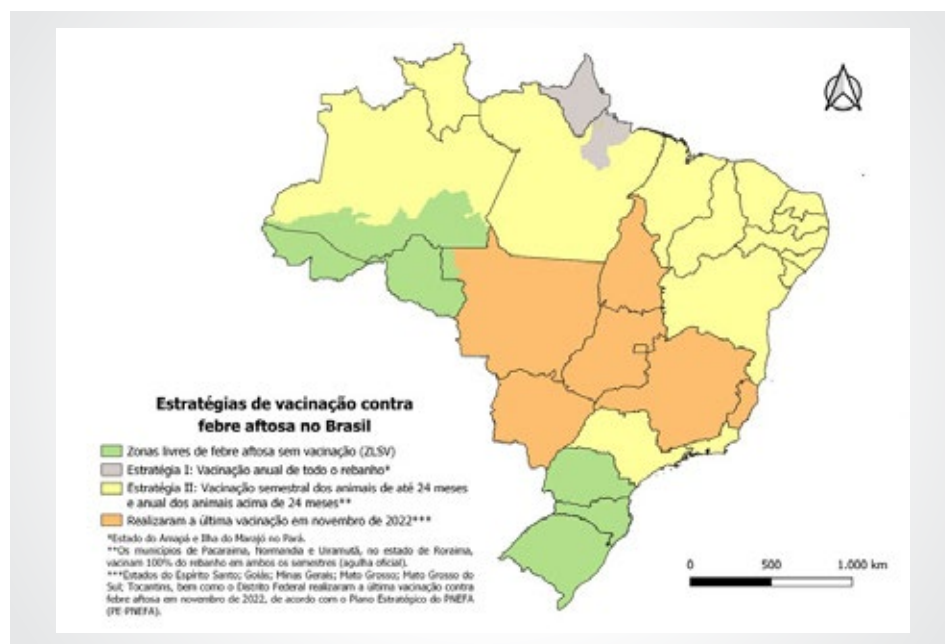 Estratégias de vacinação contra
febre aftosa no Brasil
Zonas livres de febre aftosa sem vacinação (ZLSV)
Estratégia I: Vacinação anual de todo o rebanho*
Estratégia II: Vacinação semestral dos animais de até 24 meses
e anual dos animais acima de 24 meses**
Realizaram a última vacinação em novembro de 2022***
*Estado do Amapá e Ilha do Marajó no Pará.
**Os municípios de Pacaraima, Normandia e Uiramutã, no estado de Roraima,
vacinam 100% do rebanho em ambos os semestres (agulha oficial).
***Estados do Espírito Santo; Goiás; Minas Gerais; Mato Grosso; Mato Grosso do
Sul; Tocantins, bem como o Distrito Federal realizaram a última vacinação contra
febre aftosa em novembro de 2022, de acordo com o Plano Estratégico do PNEFA
(PE-PNEFA).
0 500 1.000 km